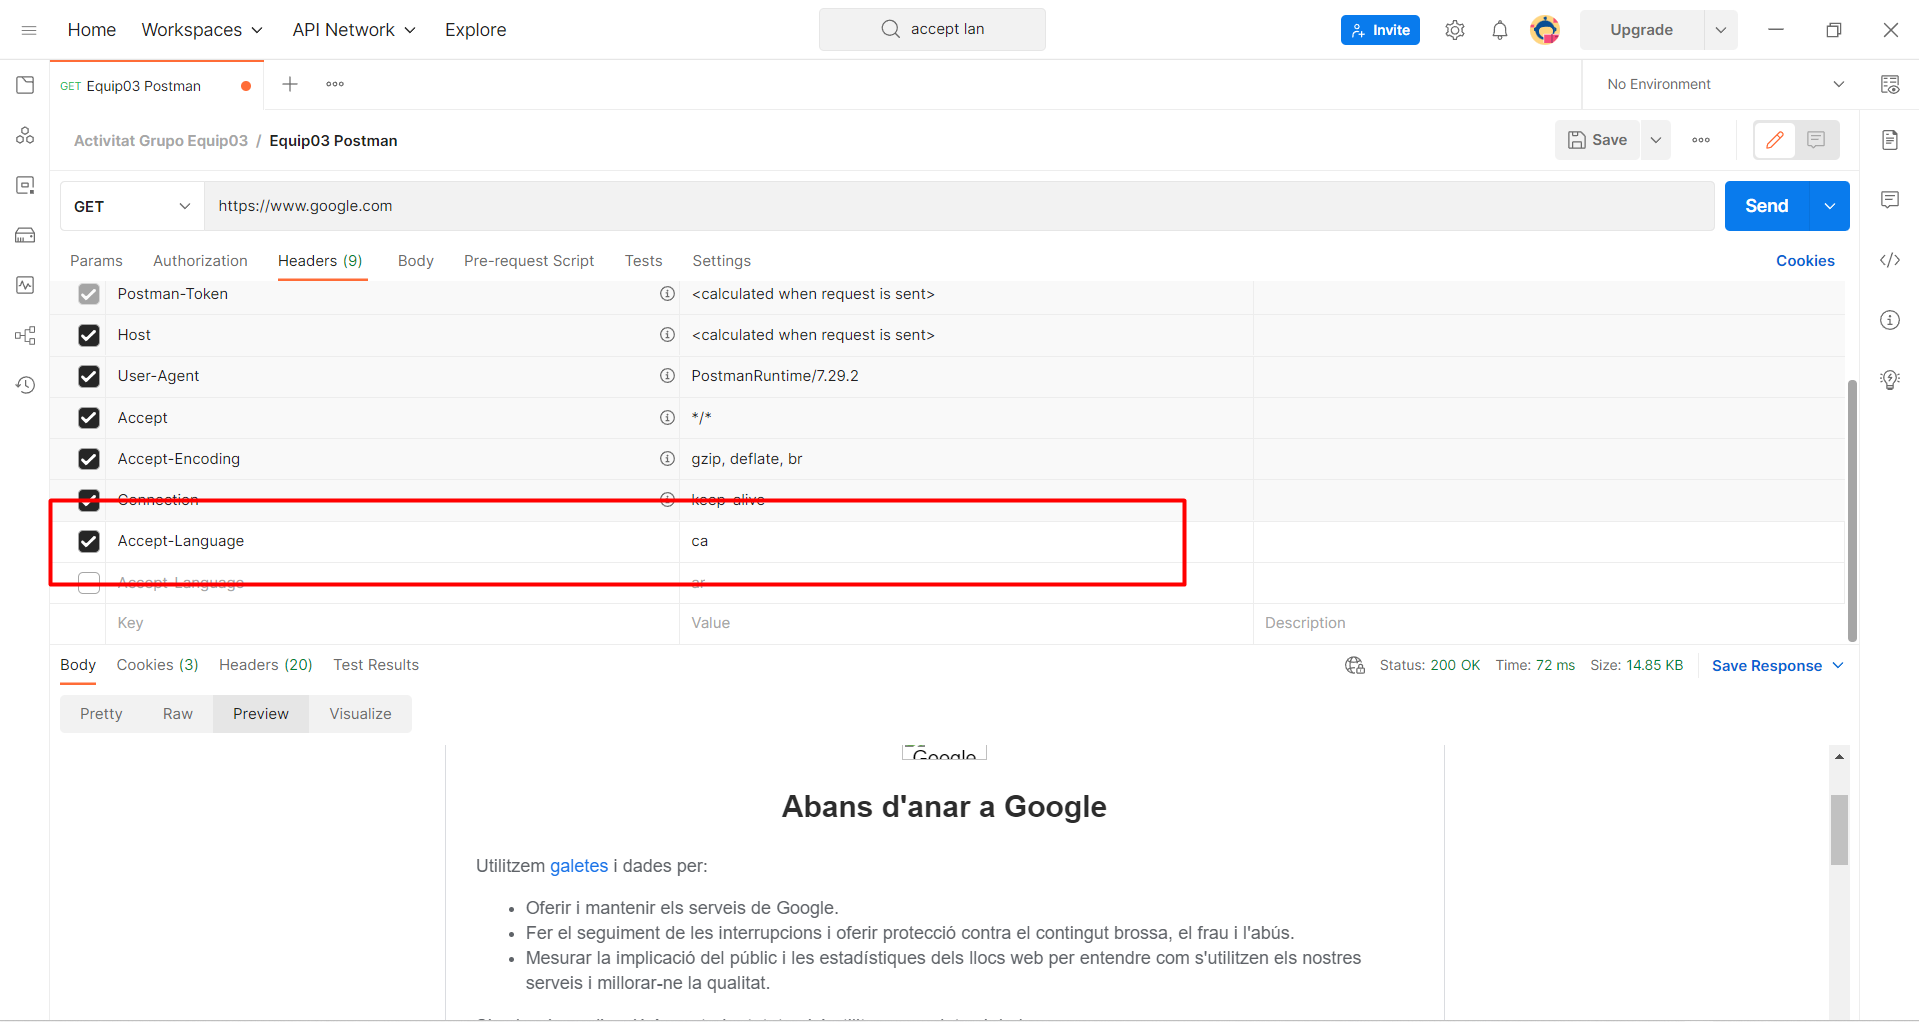 Home Workspaces API Network Explore accept lan Invite Upgrade
GET Equip03 Postman No Environment
Activitat Grupo Equip03 / Equip03 Postman Save
GET https://www.google.com Send
Params Authorization Headers (9) Body Pre-request Script Tests Settings Cookies
Postman-Token <calculated when request is sent>
Host <calculated when request is sent>
User-Agent PostmanRuntime/7.29.2
Accept */*
Accept-Encoding gzip, deflate, br
Connection keep-alive
Accept-Language ca
Accept-Language ar
Key Value Description
Body Cookies (3) Headers (20) Test Results Status: 200 OK Time: 72 ms Size: 14.85 KB Save Response
Pretty Raw Preview Visualize
Google
Abans d'anar a Google
Utilitzem galetes i dades per:
• Oferir i mantenir els serveis de Google.
• Fer el seguiment de les interrupcions i oferir protecció contra el contingut brossa, el frau i l'abús.
• Mesurar la implicació del públic i les estadístiques dels llocs web per entendre com s'utilitzen els nostres
serveis i millorar-ne la qualitat.